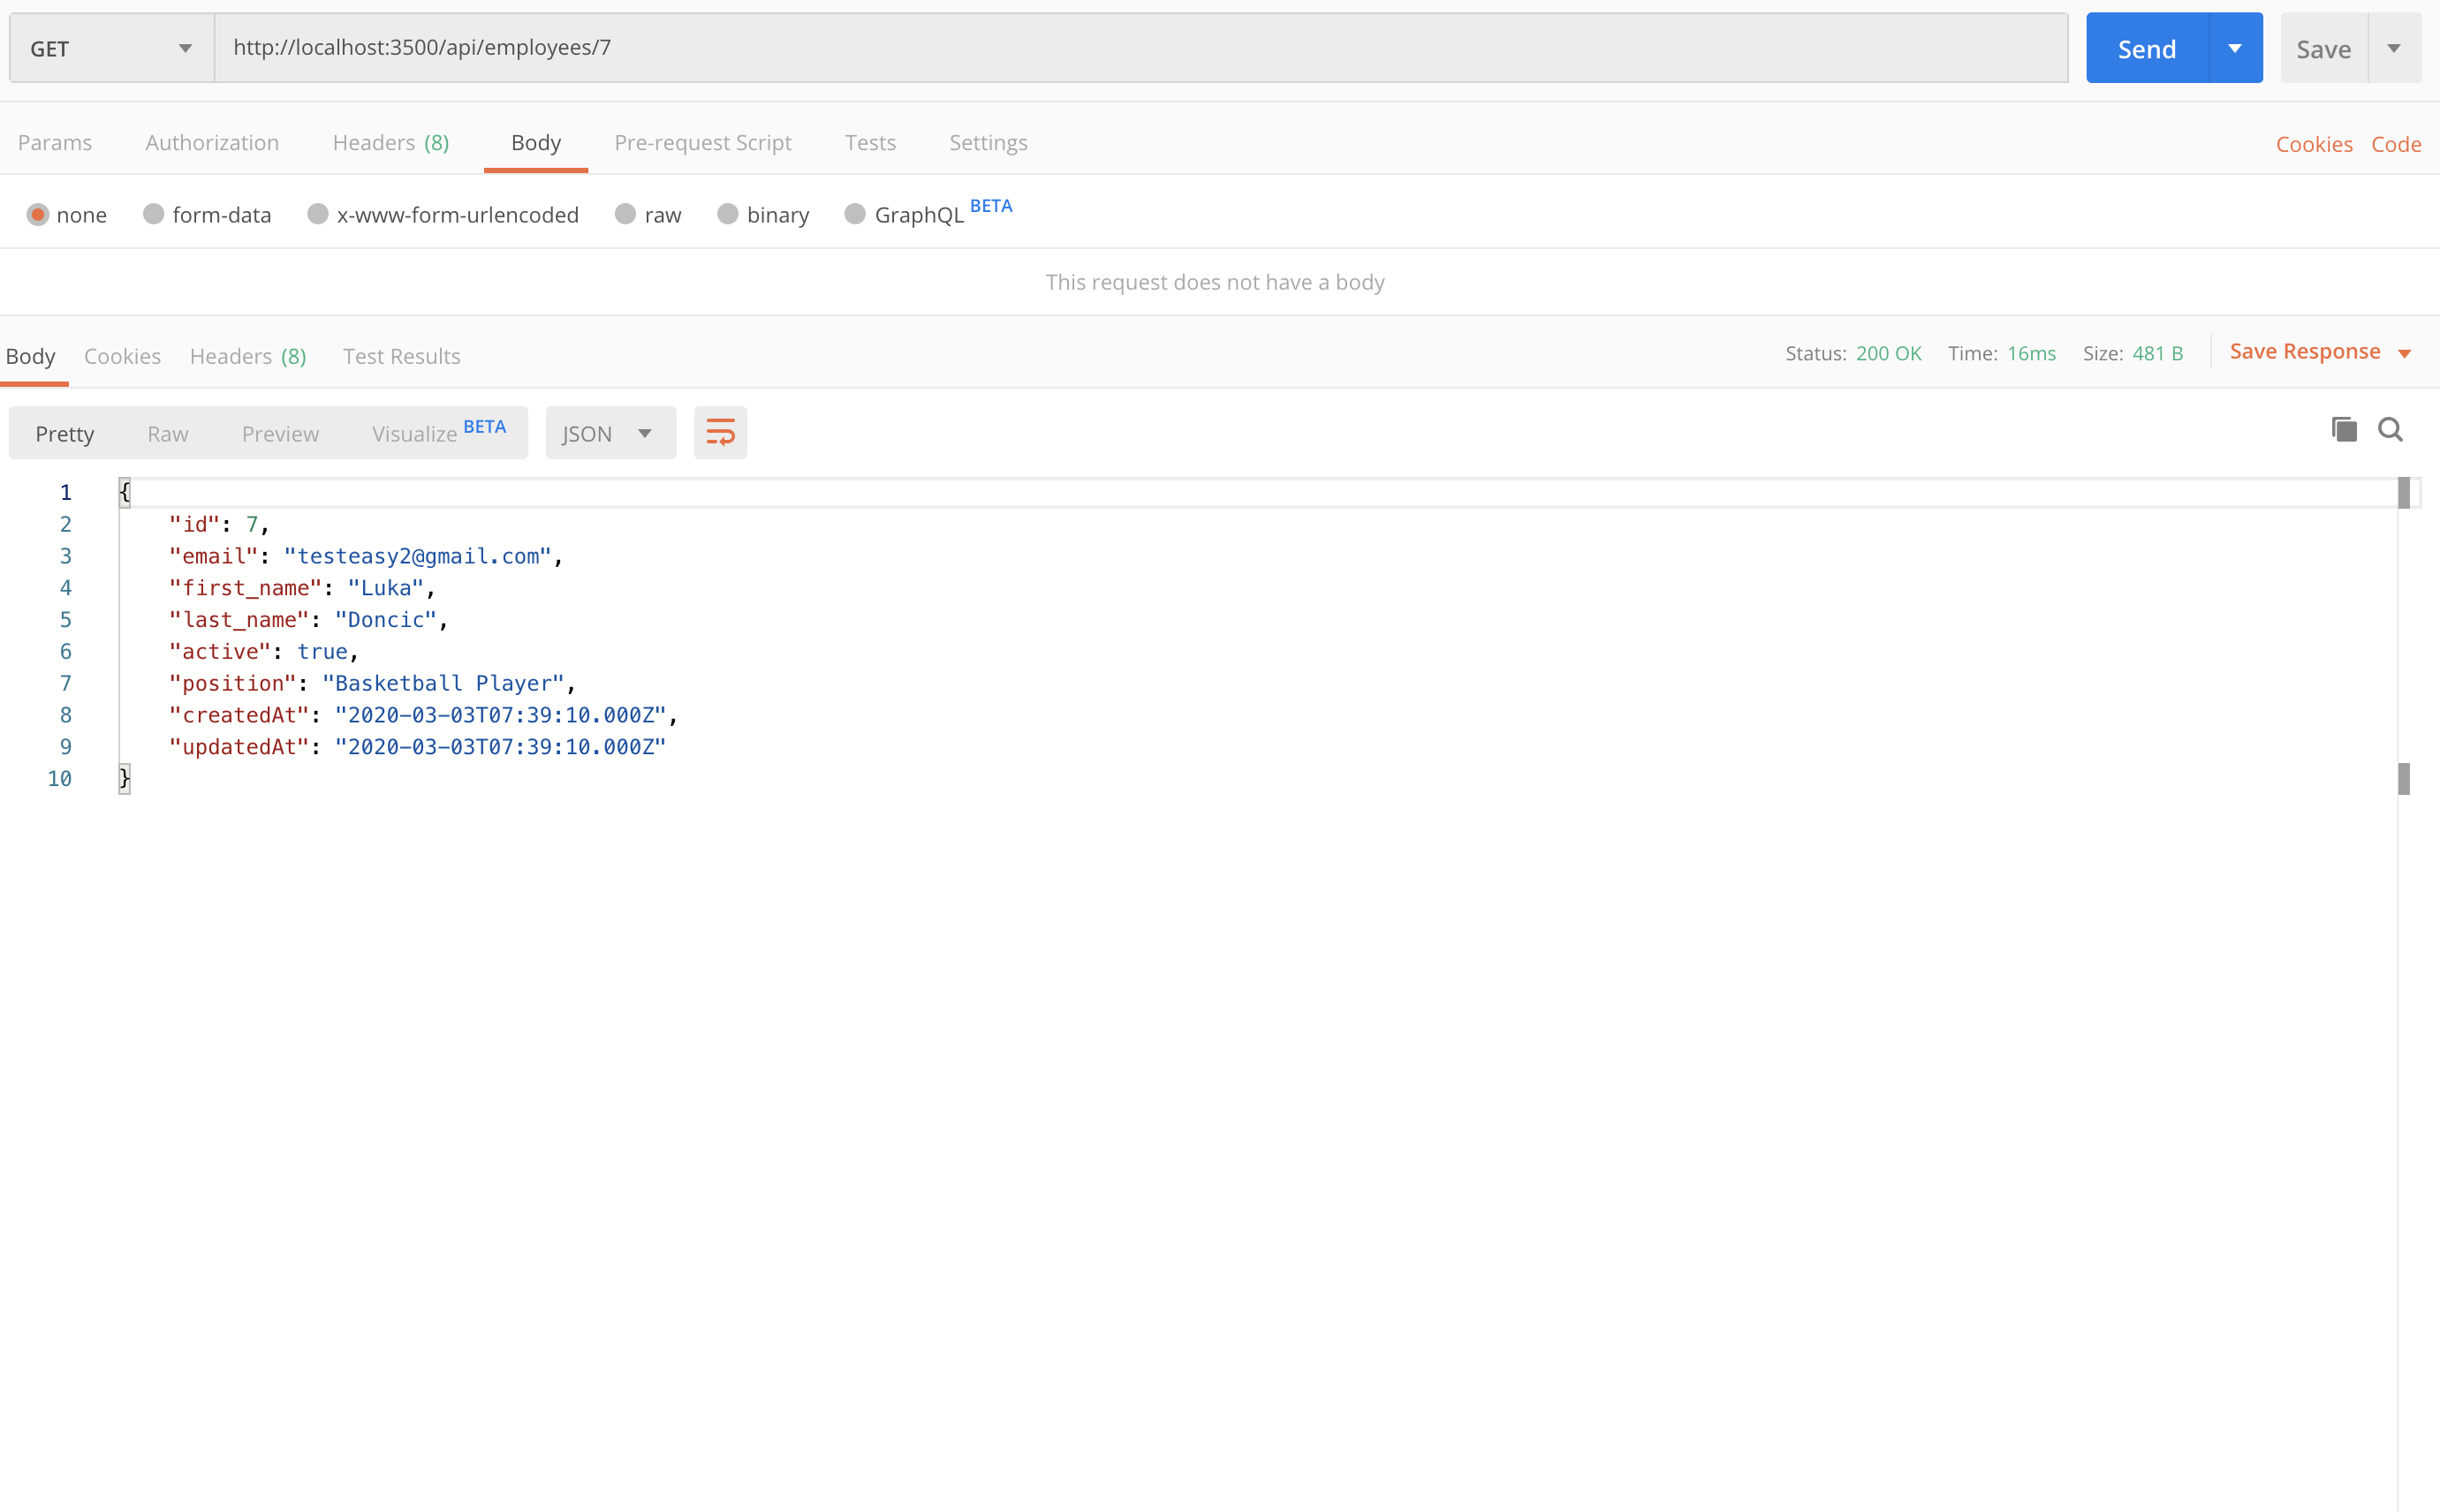 GET http://localhost:3500/api/employees/7 Send Save
Params Authorization Headers (8) Body Pre-request Script Tests Settings Cookies Code
none form-data x-www-form-urlencoded raw binary GraphQL BETA
This request does not have a body
Body Cookies Headers (8) Test Results Status: 200 OK Time: 16ms Size: 481 B Save Response
Pretty Raw Preview Visualize BETA JSON
1 {
2 "id": 7,
3 "email": "testeasy2@gmail.com",
4 "first_name": "Luka",
5 "last_name": "Doncic",
6 "active": true,
7 "position": "Basketball Player",
8 "createdAt": "2020-03-03T07:39:10.000Z",
9 "updatedAt": "2020-03-03T07:39:10.000Z"
10 }